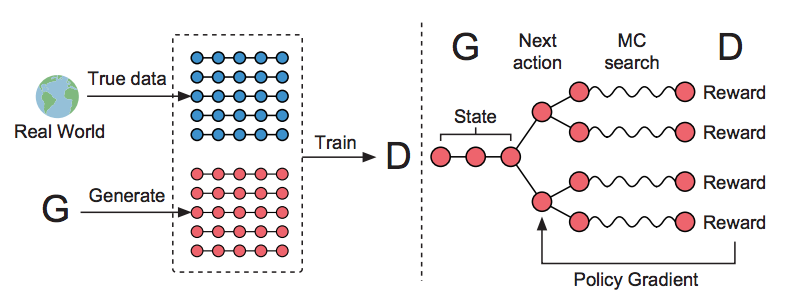 True data
Real World
G
Generate
Train
D
G
Next
action
MC
search
D
State
Reward
Reward
Reward
Reward
Policy Gradient